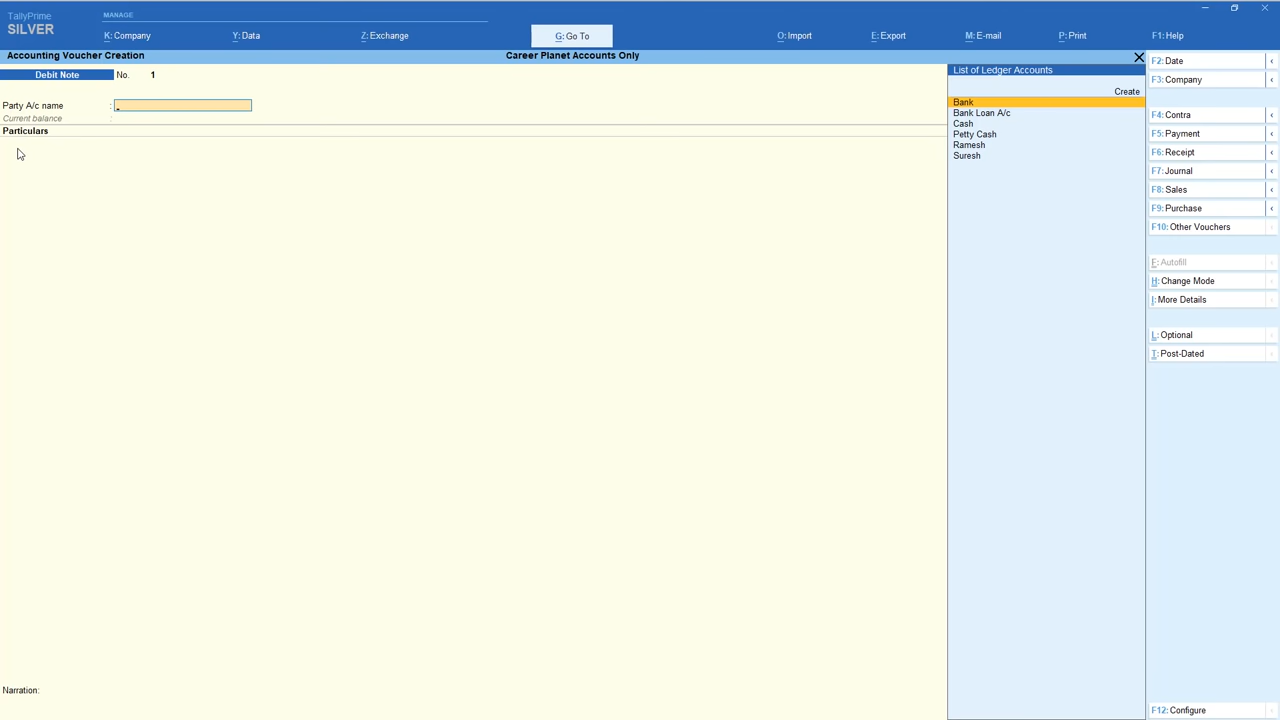 TallyPrime
SILVER
MANAGE
K: Company
Y: Data
Z: Exchange
G: Go To
O: Import
E: Export
M: E-mail
P: Print
F1: Help
Accounting Voucher Creation
Career Planet Accounts Only
Debit Note
No. 1
Party A/c name :
Current balance :
Particulars
Narration:
List of Ledger Accounts
Create
Bank
Bank Loan A/c
Cash
Petty Cash
Ramesh
Suresh
F2: Date
F3: Company
F4: Contra
F5: Payment
F6: Receipt
F7: Journal
F8: Sales
F9: Purchase
F10: Other Vouchers
F: Autofill
H: Change Mode
I: More Details
L: Optional
T: Post-Dated
F12: Configure